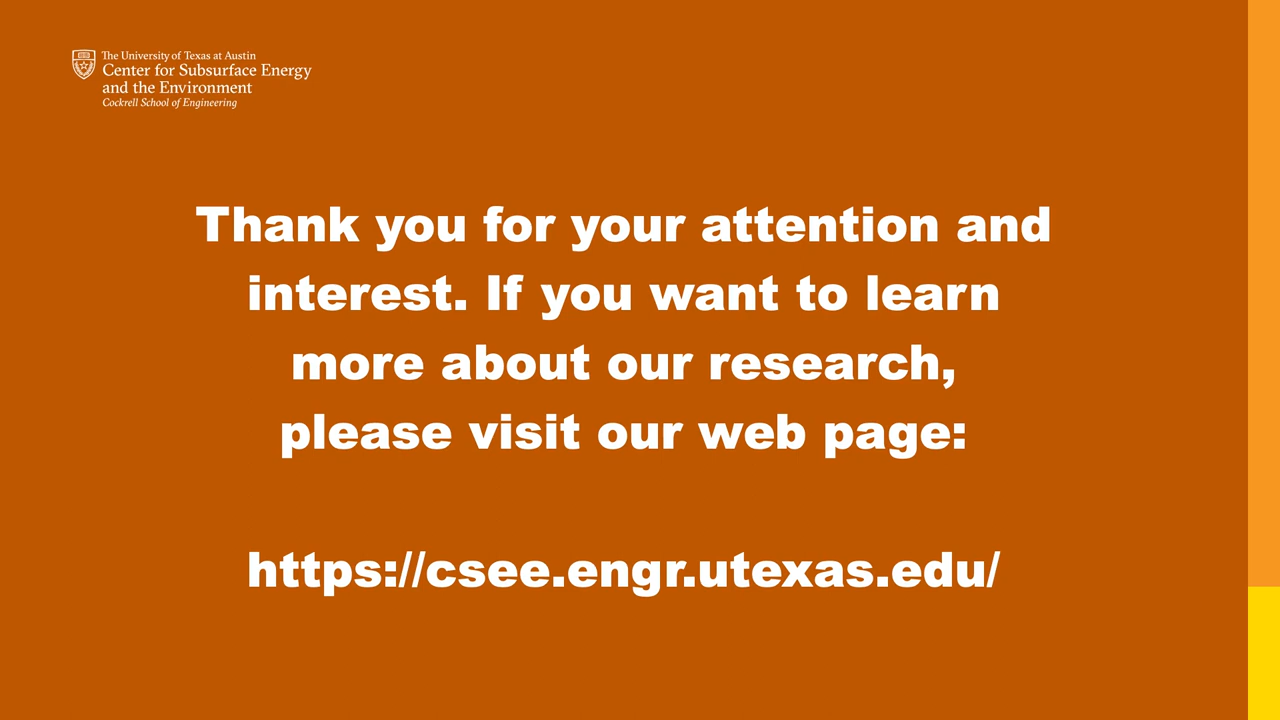 The University of Texas at Austin
Center for Subsurface Energy
and the Environment
Cockrell School of Engineering
Thank you for your attention and
interest. If you want to learn
more about our research,
please visit our web page:
https://csee.engr.utexas.edu/